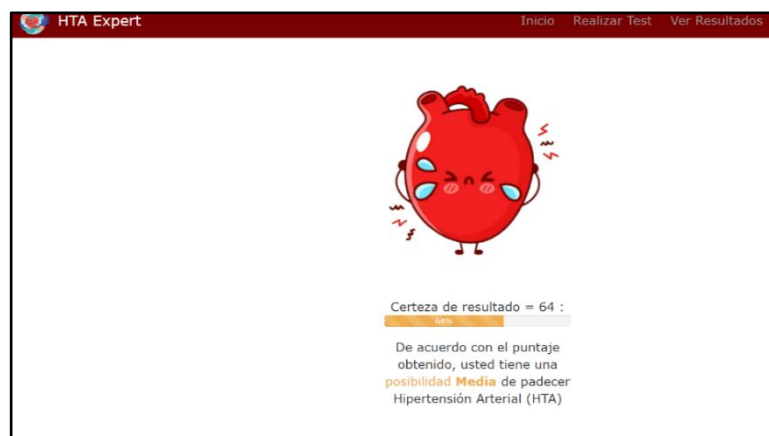 HTA Expert Inicio Realizar Test Ver Resultados
Certeza de resultado = 64 :
64%
De acuerdo con el puntaje
obtenido, usted tiene una
posibilidad Media de padecer
Hipertensión Arterial (HTA)